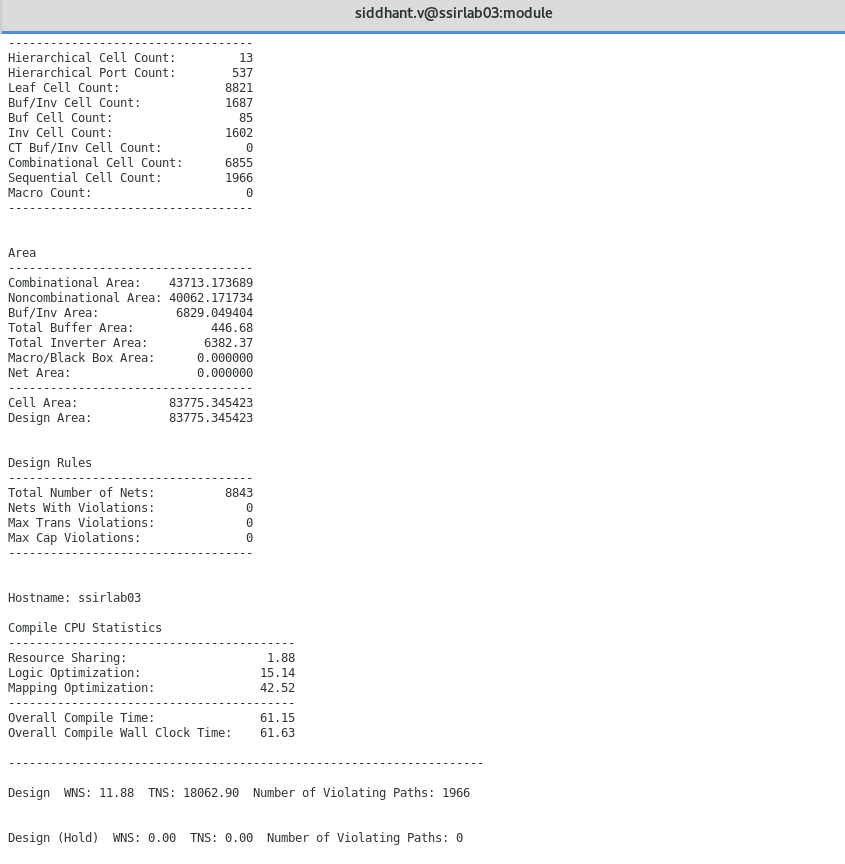 siddhant.v@ssirlab03:module
-----------------------------------
Hierarchical Cell Count:         13
Hierarchical Port Count:        537
Leaf Cell Count:               8821
Buf/Inv Cell Count:            1687
Buf Cell Count:                  85
Inv Cell Count:                1602
CT Buf/Inv Cell Count:            0
Combinational Cell Count:      6855
Sequential Cell Count:         1966
Macro Count:                      0
-----------------------------------
Area
-----------------------------------
Combinational Area:    43713.173689
Noncombinational Area: 40062.171734
Buf/Inv Area:           6829.049404
Total Buffer Area:           446.68
Total Inverter Area:        6382.37
Macro/Black Box Area:      0.000000
Net Area:                  0.000000
-----------------------------------
Cell Area:             83775.345423
Design Area:           83775.345423
Design Rules
-----------------------------------
Total Number of Nets:          8843
Nets With Violations:             0
Max Trans Violations:             0
Max Cap Violations:               0
-----------------------------------
Hostname: ssirlab03
Compile CPU Statistics
-----------------------------------------
Resource Sharing:                    1.88
Logic Optimization:                 15.14
Mapping Optimization:               42.52
-----------------------------------------
Overall Compile Time:               61.15
Overall Compile Wall Clock Time:    61.63
--------------------------------------------------------------------
Design  WNS: 11.88  TNS: 18062.90  Number of Violating Paths: 1966
Design (Hold)  WNS: 0.00  TNS: 0.00  Number of Violating Paths: 0